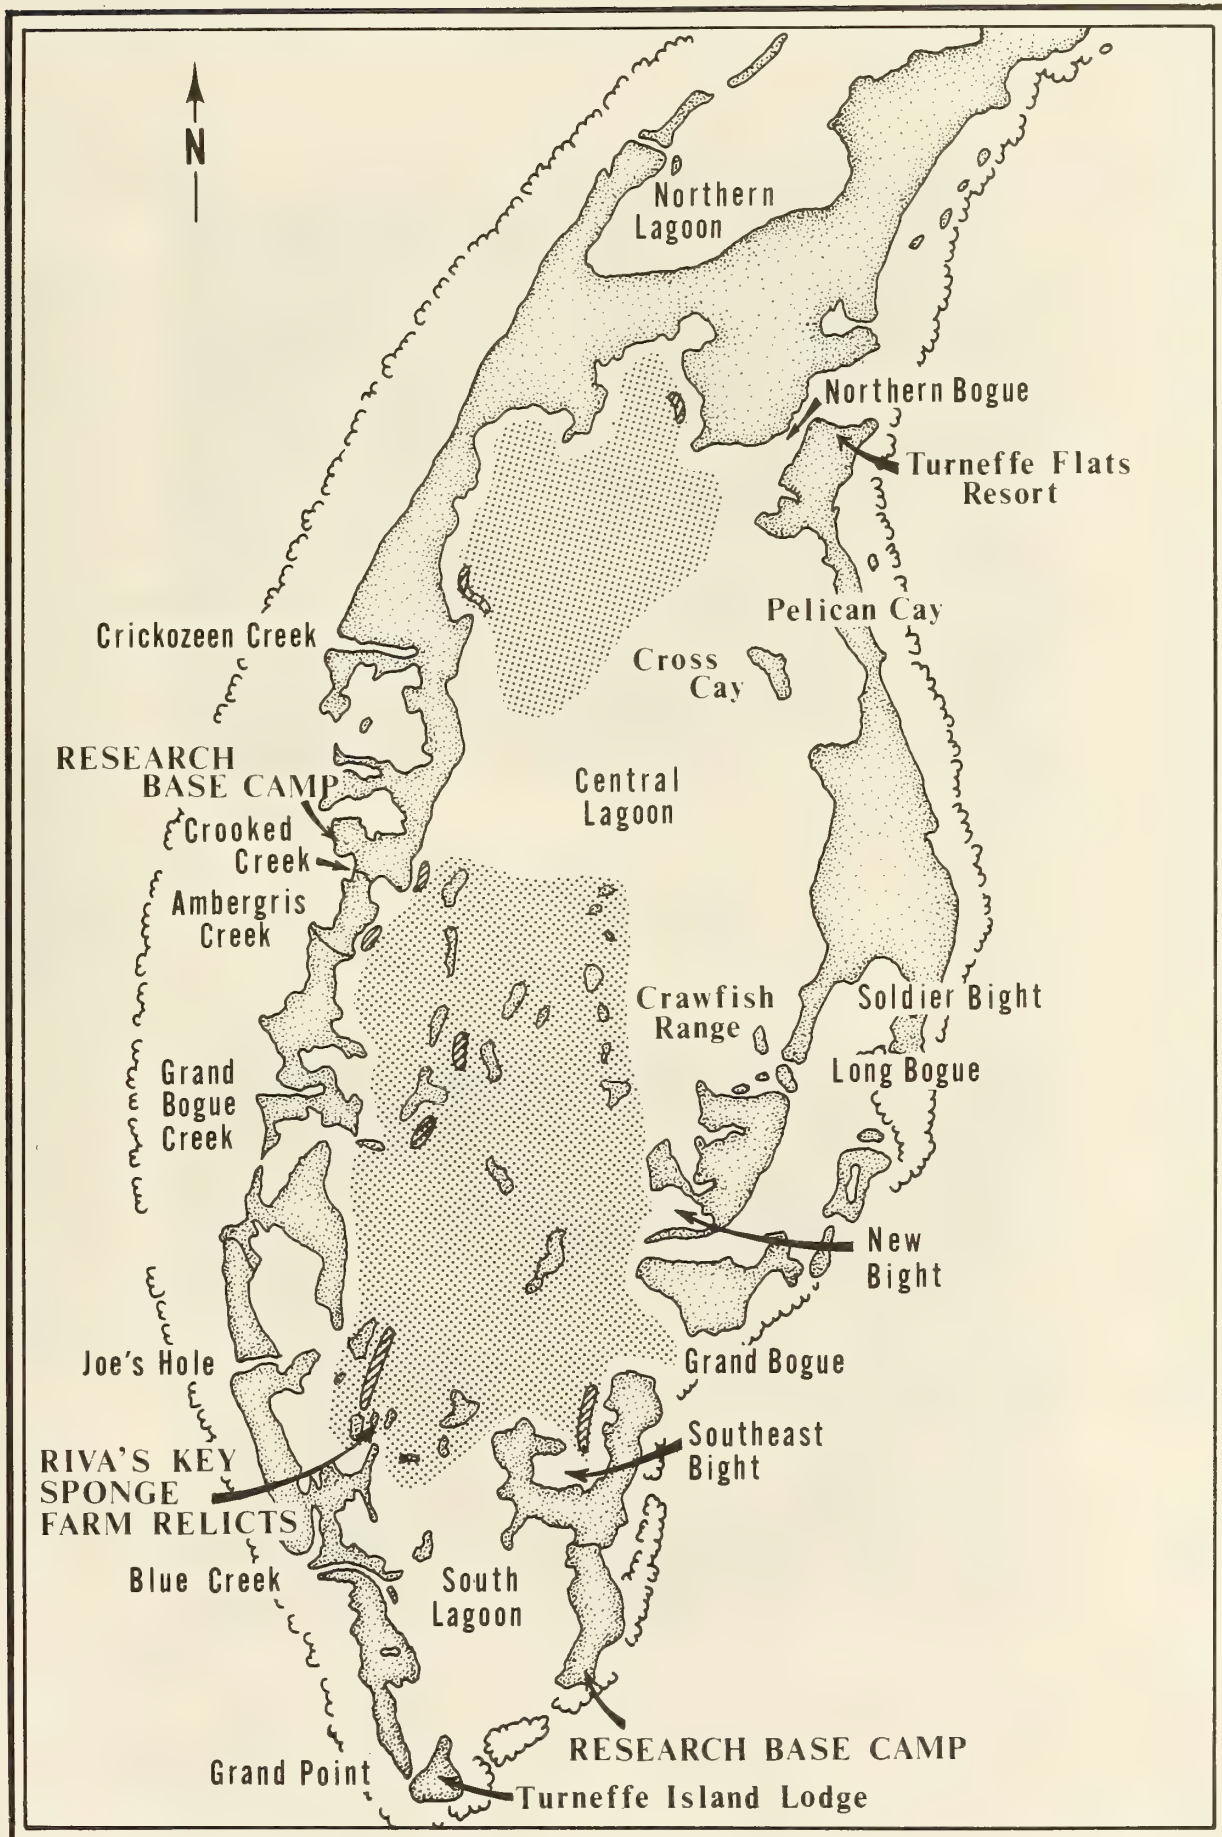 N
Northern
Lagoon
Northern Bogue
Turneffe Flats
Resort
Pelican Cay
Crickozeen Creek
Cross
Cay
RESEARCH
BASE CAMP
Central
Lagoon
Crooked
Creek
Ambergris
Creek
Crawfish
Range
Soldier Bight
Grand
Bogue
Creek
Long Bogue
New
Bight
Joe's Hole
Grand Bogue
Southeast
Bight
RIVA'S KEY
SPONGE
FARM RELICTS
Blue Creek
South
Lagoon
RESEARCH BASE CAMP
Grand Point
Turneffe Island Lodge